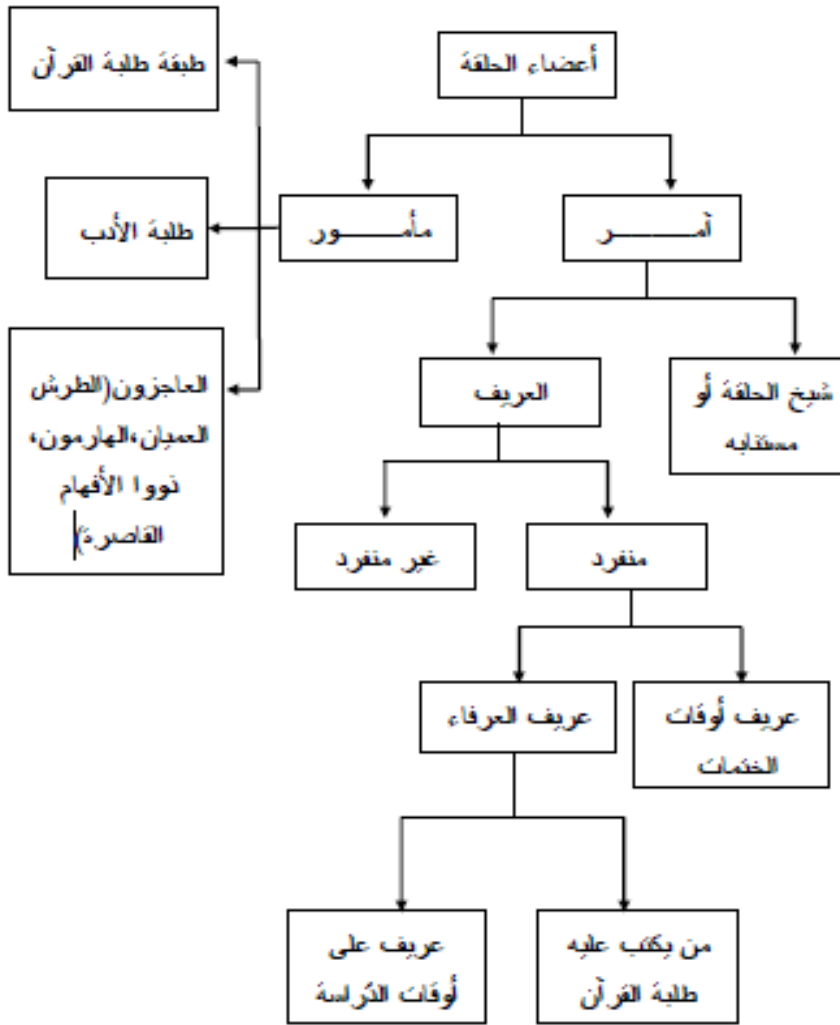 أعضاء الحلقة
آمـــــــر
مأمـــــور
طبقة طلبة القرآن
طلبة الأدب
العاجزون(الطرش
العميان،الهارمون،
ذووا الأفهام
القاصرة)
شيخ الحلقة أو
مستنابه
العريف
منفرد
غير منفرد
عريف أوقات
الختمات
عريف العرفاء
من يكتب عليه
طلبة القرآن
عريف على
أوقات الدّراسة